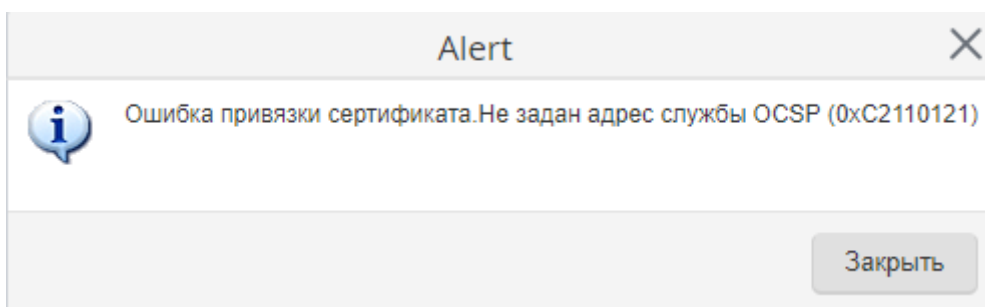 Alert
Ошибка привязки сертификата.Не задан адрес службы OCSP (0xC2110121)
Закрыть